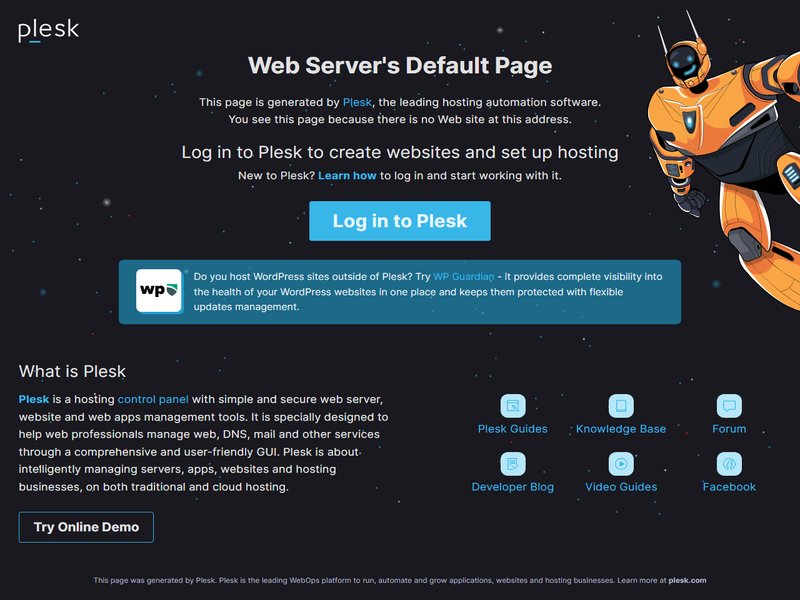 plesk
Web Server's Default Page
This page is generated by Plesk, the leading hosting automation software.
You see this page because there is no Web site at this address.
Log in to Plesk to create websites and set up hosting
New to Plesk? Learn how to log in and start working with it.
Log in to Plesk
wp
Do you host WordPress sites outside of Plesk? Try WP Guardian - it provides complete visibility into
the health of your WordPress websites in one place and keeps them protected with flexible
updates management.
What is Plesk
Plesk is a hosting control panel with simple and secure web server,
website and web apps management tools. It is specially designed to
help web professionals manage web, DNS, mail and other services
through a comprehensive and user-friendly GUI. Plesk is about
intelligently managing servers, apps, websites and hosting
businesses, on both traditional and cloud hosting.
Try Online Demo
Plesk Guides
Knowledge Base
Forum
Developer Blog
Video Guides
Facebook
This page was generated by Plesk. Plesk is the leading WebOps platform to run, automate and grow applications, websites and hosting businesses. Learn more at plesk.com